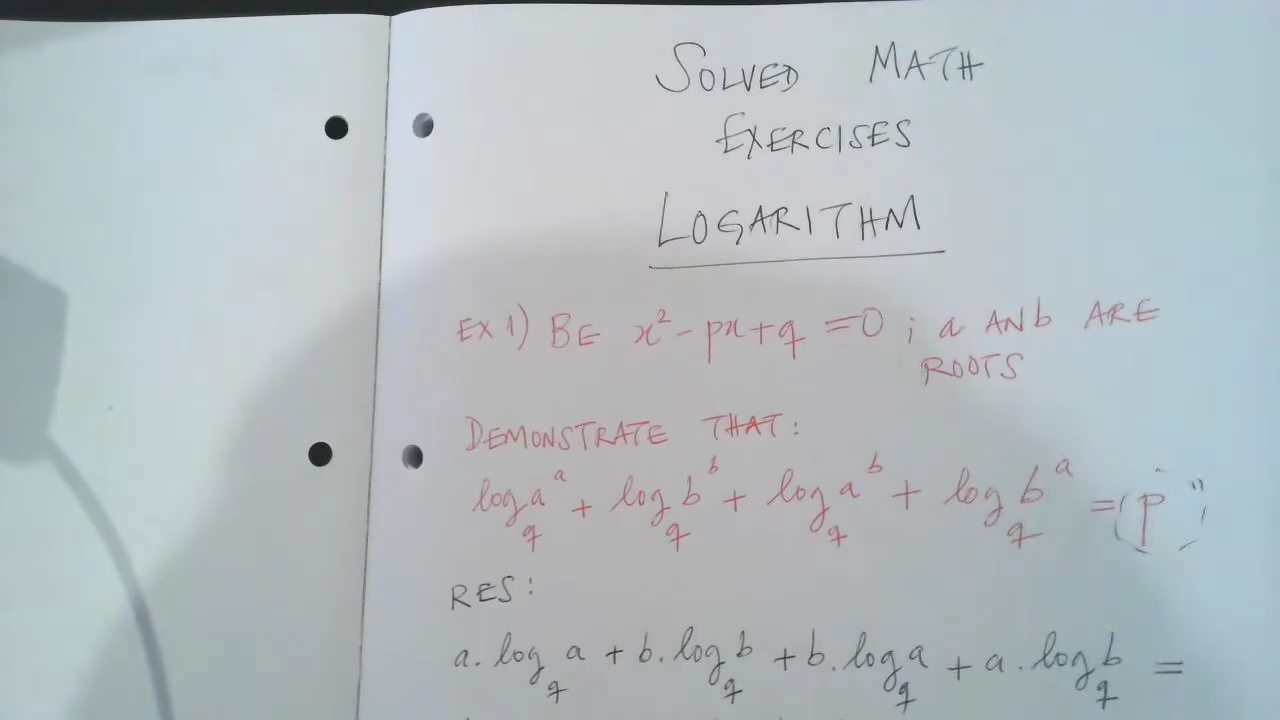 SOLVED MATH
EXERCISES
LOGARITHM
EX 1) BE x² - px + q = 0 ; a AND b ARE
ROOTS
DEMONSTRATE THAT:
log_q a^a + log_q b^b + log_q a^b + log_q b^a = (p")
RES:
a. log_q a + b. log_q b + b. log_q a + a. log_q b =